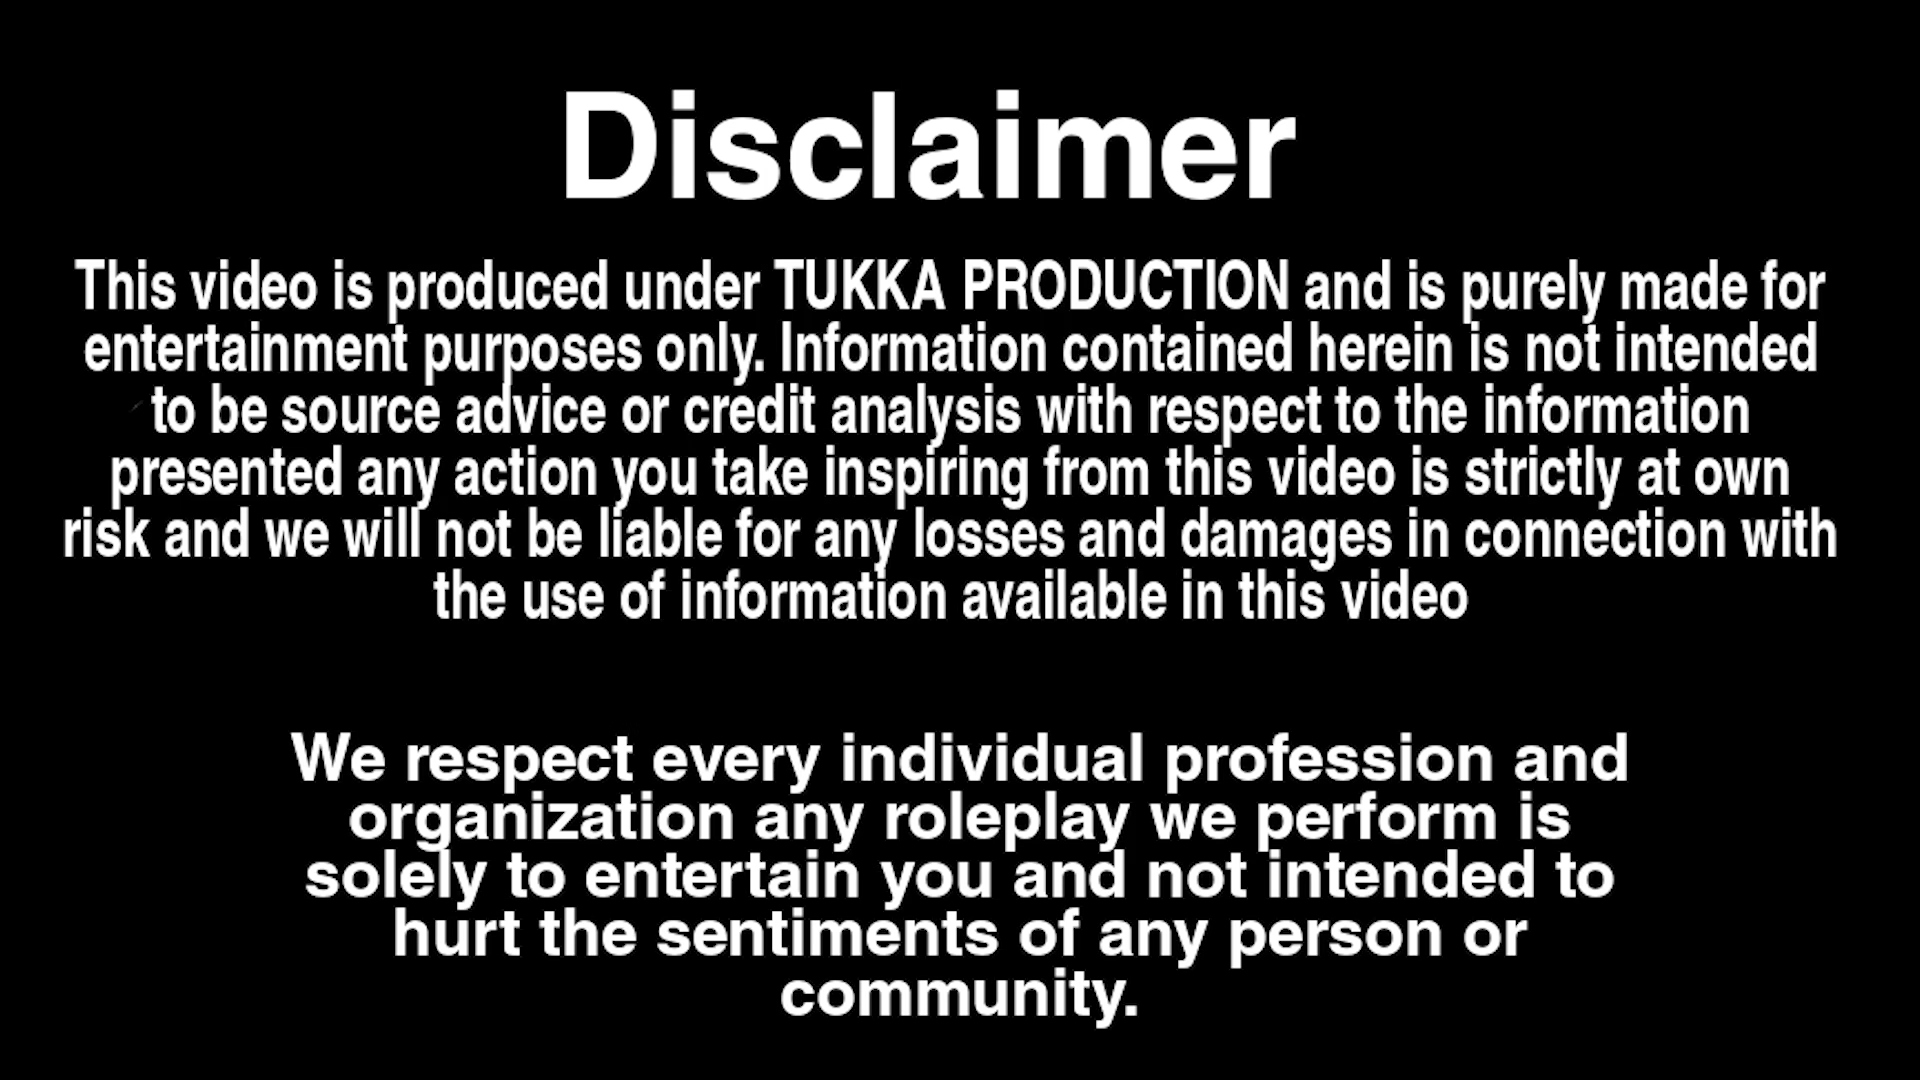 Disclaimer
This video is produced under TUKKA PRODUCTION and is purely made for
entertainment purposes only. Information contained herein is not intended
to be source advice or credit analysis with respect to the information
presented any action you take inspiring from this video is strictly at own
risk and we will not be liable for any losses and damages in connection with
the use of information available in this video
We respect every individual profession and
organization any roleplay we perform is
solely to entertain you and not intended to
hurt the sentiments of any person or
community.